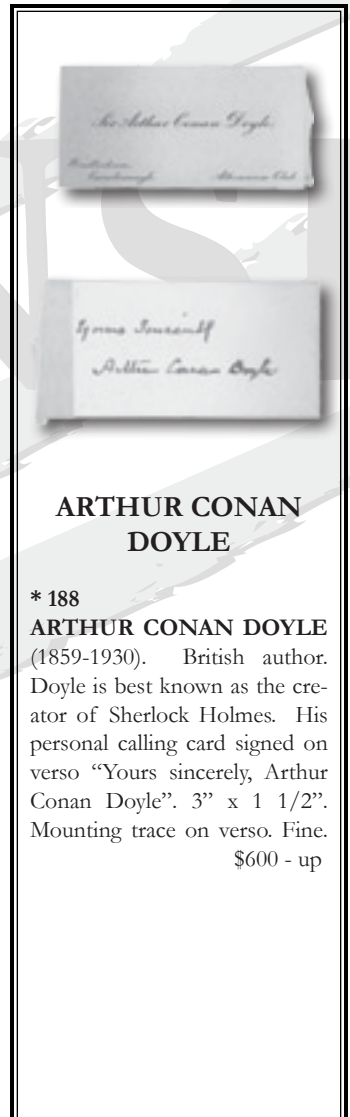 Sir Arthur Conan Doyle.
Yours sincerely
Arthur Conan Doyle
ARTHUR CONAN
DOYLE
* 188
ARTHUR CONAN DOYLE
(1859-1930). British author.
Doyle is best known as the cre-
ator of Sherlock Holmes. His
personal calling card signed on
verso “Yours sincerely, Arthur
Conan Doyle”. 3” x 1 1/2”.
Mounting trace on verso. Fine.
$600 - up